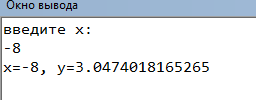 Окно вывода
введите x:
-8
x=-8, y=3.0474018165265